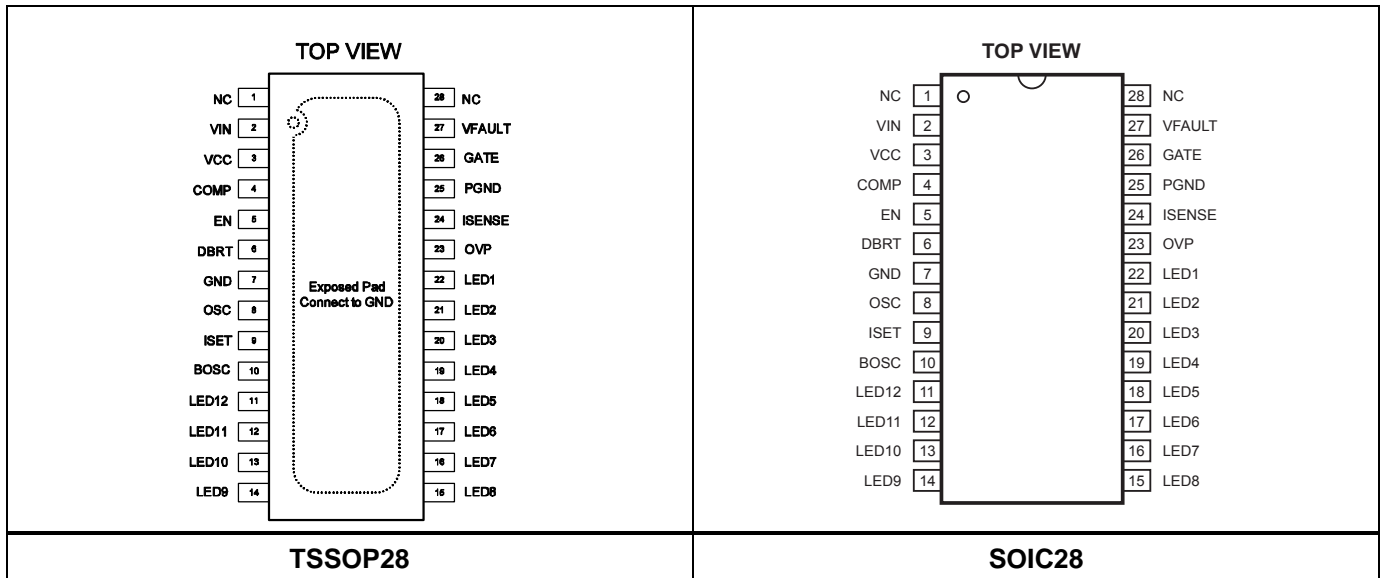 TOP VIEW
NC 1 28 NC
VIN 2 27 VFAULT
VCC 3 26 GATE
COMP 4 25 PGND
EN 5 24 ISENSE
DBRT 6 23 OVP
GND 7 22 LED1
OSC 8 21 LED2
ISET 9 20 LED3
BOSC 10 19 LED4
LED12 11 18 LED5
LED11 12 17 LED6
LED10 13 16 LED7
LED9 14 15 LED8
Exposed Pad
Connect to GND
TSSOP28
TOP VIEW
NC 1 28 NC
VIN 2 27 VFAULT
VCC 3 26 GATE
COMP 4 25 PGND
EN 5 24 ISENSE
DBRT 6 23 OVP
GND 7 22 LED1
OSC 8 21 LED2
ISET 9 20 LED3
BOSC 10 19 LED4
LED12 11 18 LED5
LED11 12 17 LED6
LED10 13 16 LED7
LED9 14 15 LED8
SOIC28